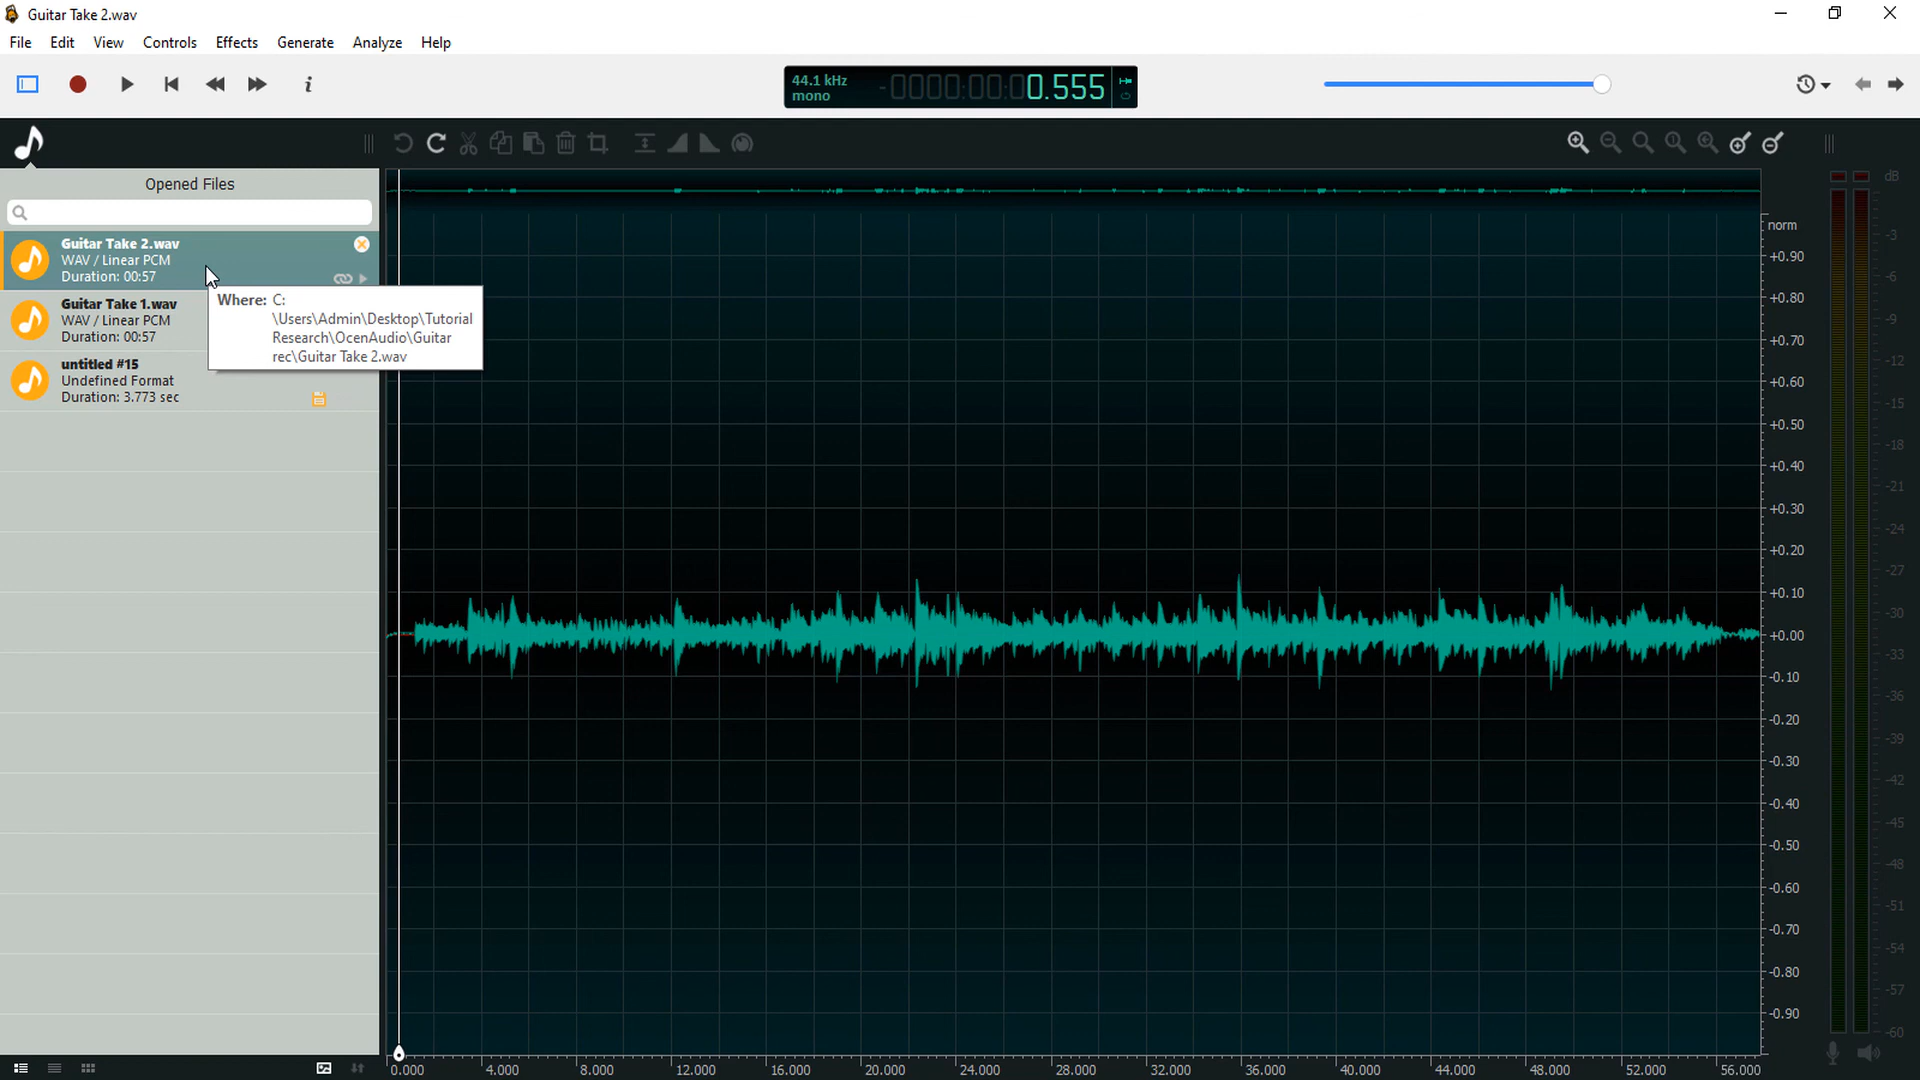 Guitar Take 2.wav
File Edit View Controls Effects Generate Analyze Help
44.1 kHz
mono
-0000:00:00.555
Opened Files
Guitar Take 2.wav
WAV / Linear PCM
Duration: 00:57
Guitar Take 1.wav
WAV / Linear PCM
Duration: 00:57
untitled #15
Undefined Format
Duration: 3.773 sec
Where: C:
\Users\Admin\Desktop\Tutorial
Research\OcenAudio\Guitar
rec\Guitar Take 2.wav
norm
+0.90
+0.80
+0.70
+0.60
+0.50
+0.40
+0.30
+0.20
+0.10
+0.00
-0.10
-0.20
-0.30
-0.40
-0.50
-0.60
-0.70
-0.80
-0.90
dB
-3
-6
-9
-12
-15
-18
-21
-24
-27
-30
-33
-36
-39
-42
-45
-48
-51
-54
-57
-60
0.000 4.000 8.000 12.000 16.000 20.000 24.000 28.000 32.000 36.000 40.000 44.000 48.000 52.000 56.000